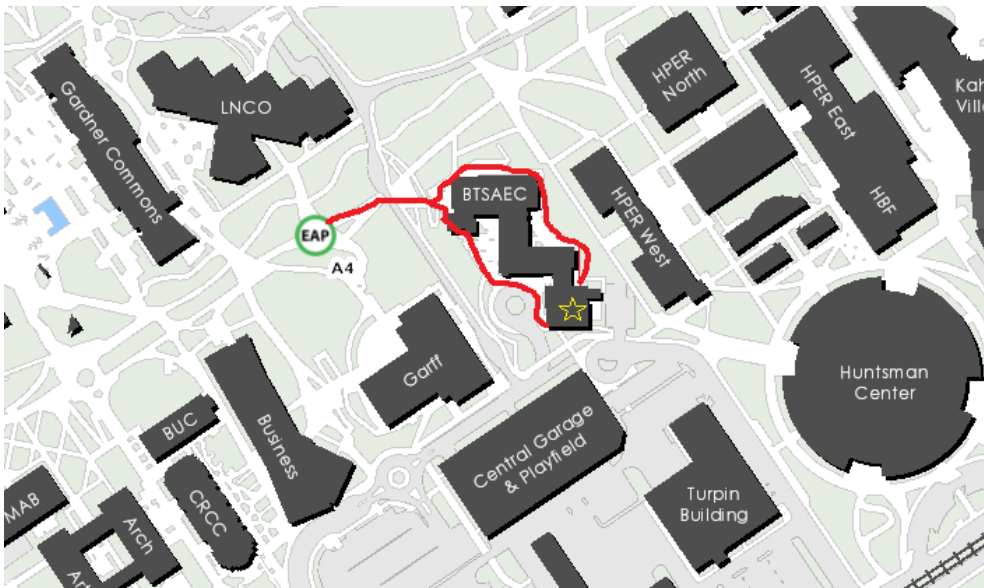 Gardner Commons
LNCO
HPER
North
HPER East
Kah
Villa
BTSAEC
HPER West
HBF
EAP
A4
Garff
Huntsman
Center
BUC
Business
Central Garage
& Playfield
MAB
CRCC
Turpin
Building
Arch
Art